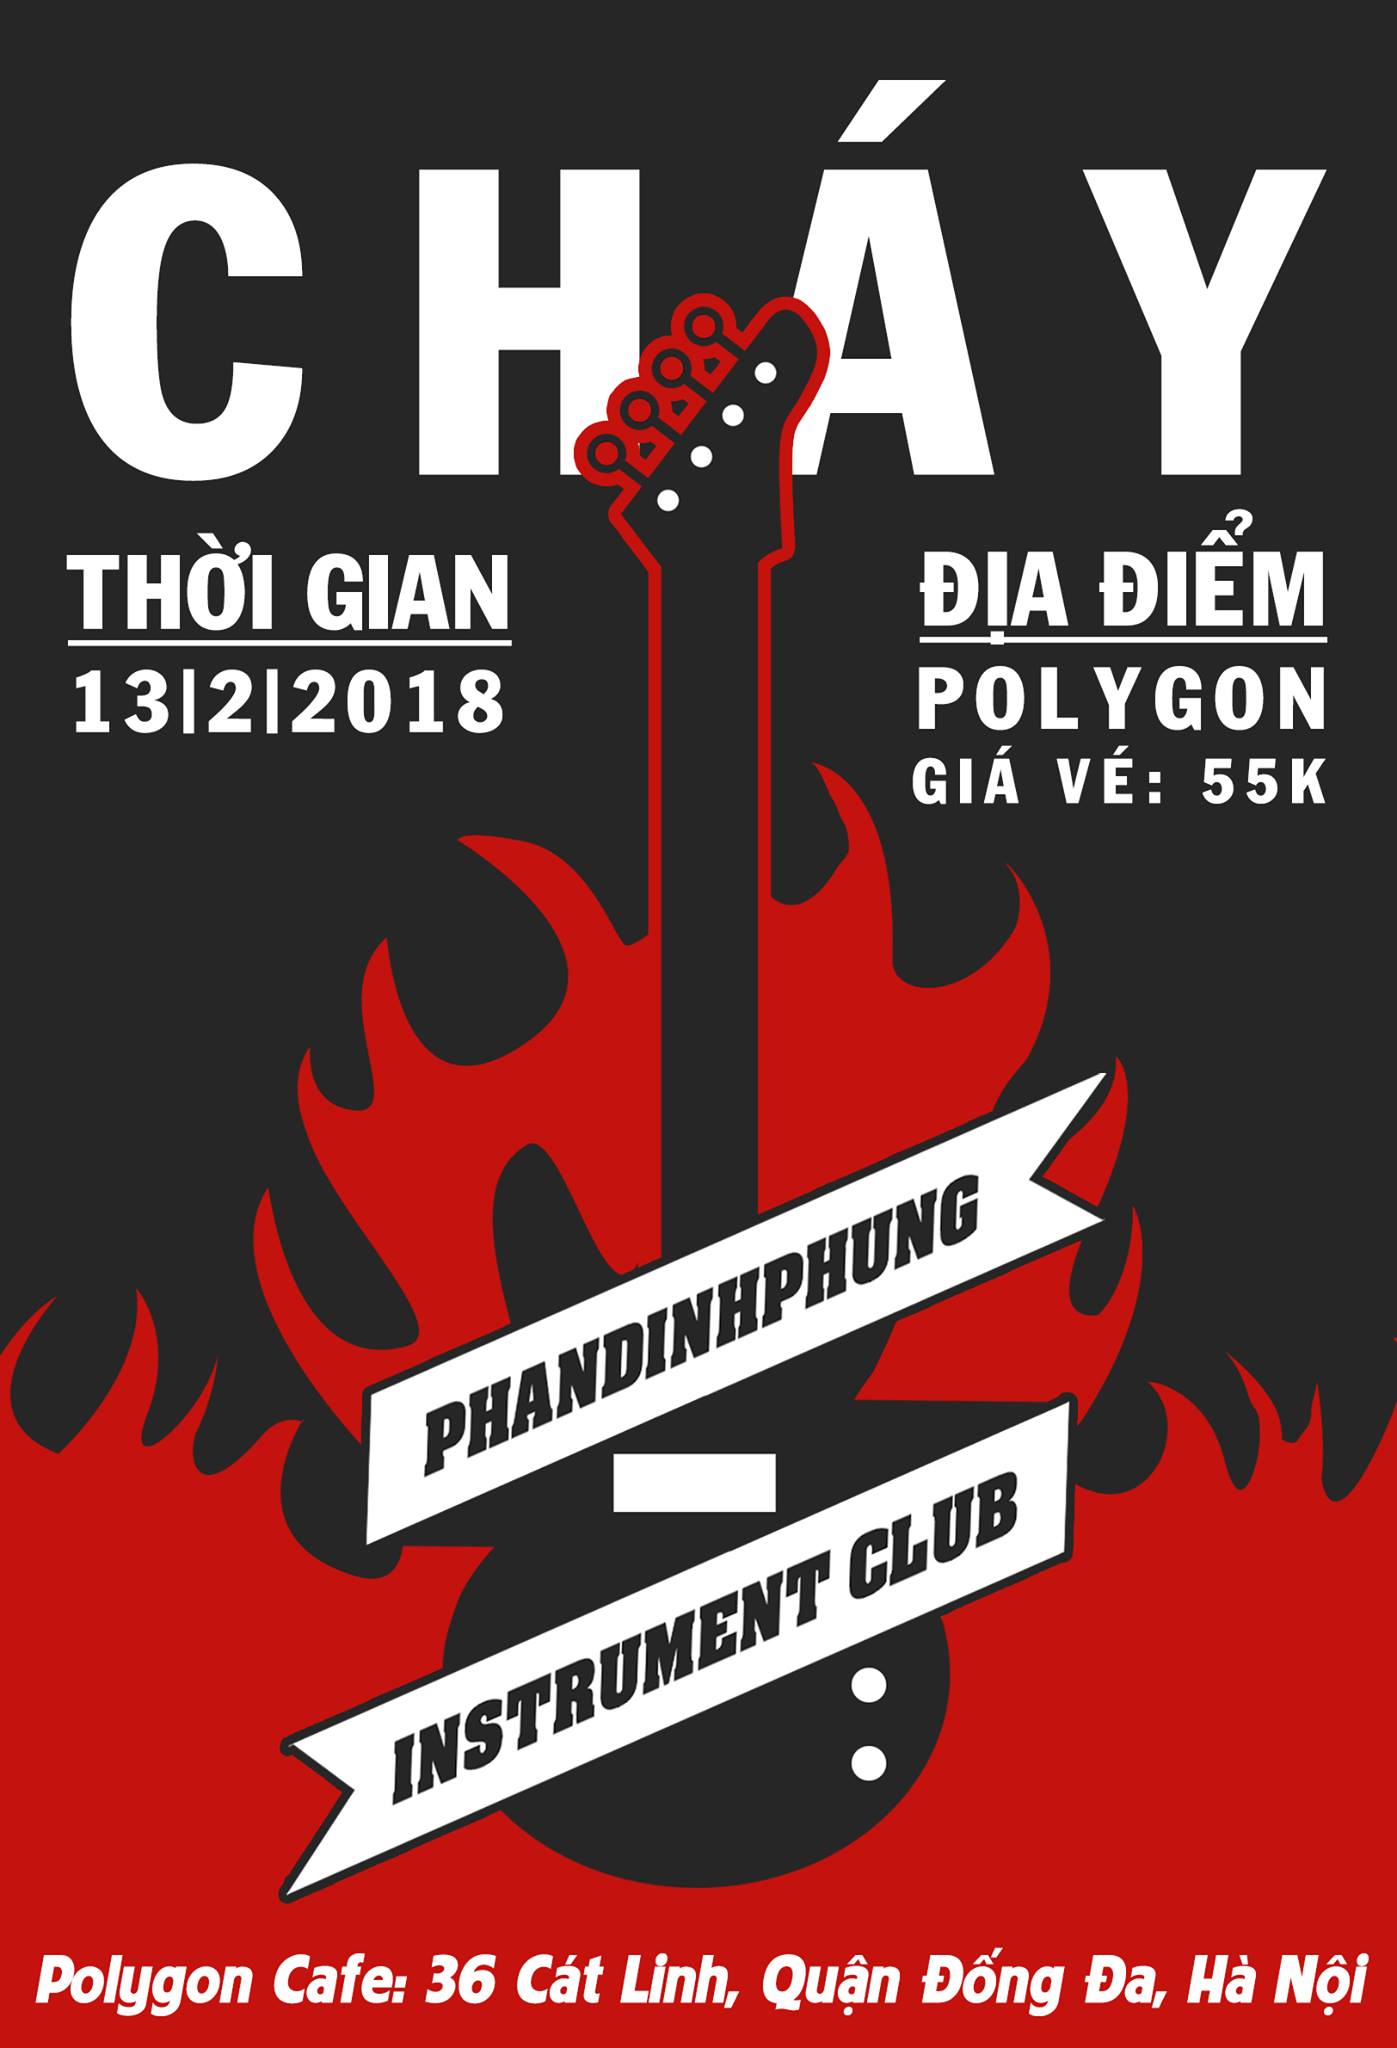 CHÁY
THỜI GIAN
13|2|2018
ĐỊA ĐIỂM
POLYGON
GIÁ VÉ: 55K
PHANDINHPHUNG
INSTRUMENT CLUB
Polygon Cafe: 36 Cát Linh, Quận Đống Đa, Hà Nội